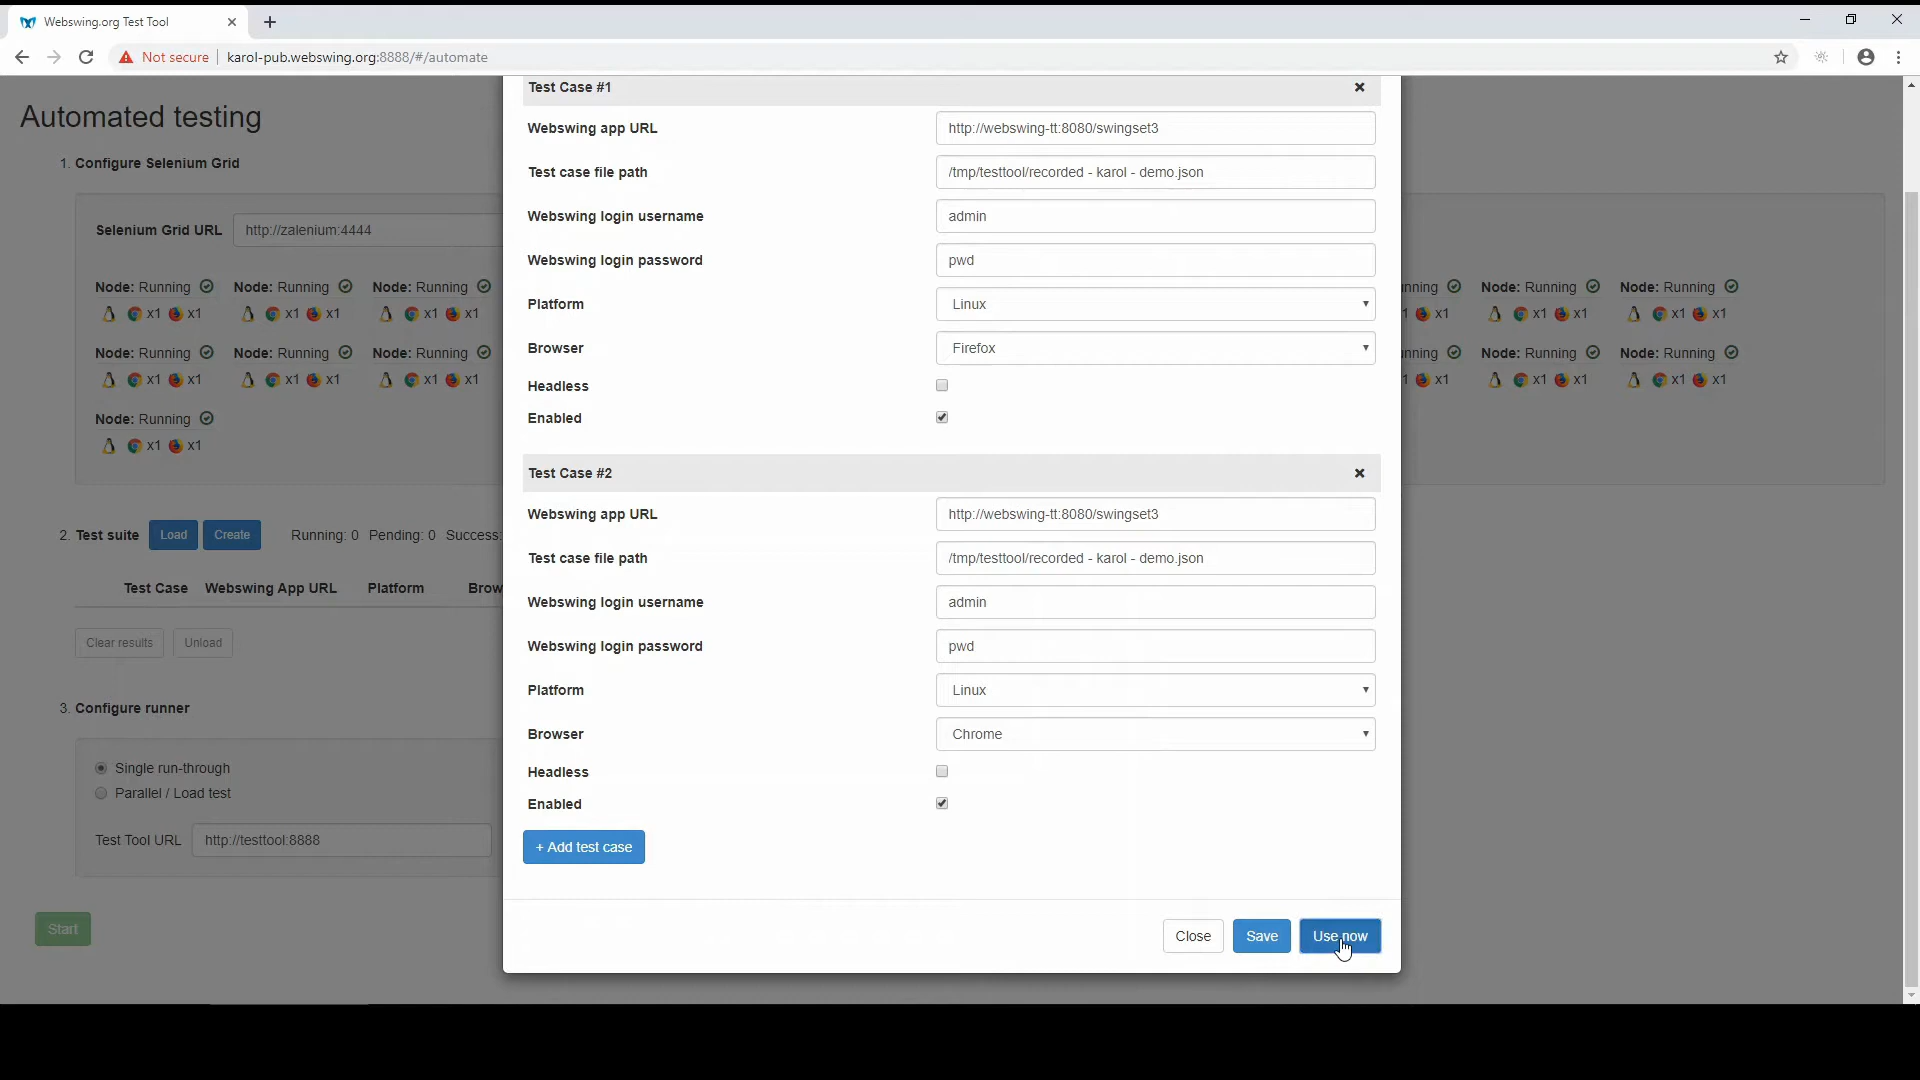 Webswing.org Test Tool
Not secure
karol-pub.webswing.org:8888/#/automate
Automated testing
1. Configure Selenium Grid
Selenium Grid URL
http://zalenium:4444
Node: Running Node: Running Node: Running
x1 x1 x1 x1 x1 x1
Node: Running Node: Running Node: Running
x1 x1 x1 x1 x1 x1
Node: Running
x1 x1
nning Node: Running Node: Running
1 x1 x1 x1 x1 x1
nning Node: Running Node: Running
1 x1 x1 x1 x1 x1
2. Test suite Load Create Running: 0 Pending: 0 Success:
Test Case Webswing App URL Platform Brow
Clear results Unload
3. Configure runner
Single run-through
Parallel / Load test
Test Tool URL http://testtool:8888
Start
Test Case #1
Webswing app URL http://webswing-tt:8080/swingset3
Test case file path /tmp/testtool/recorded - karol - demo.json
Webswing login username admin
Webswing login password pwd
Platform Linux
Browser Firefox
Headless
Enabled
Test Case #2
Webswing app URL http://webswing-tt:8080/swingset3
Test case file path /tmp/testtool/recorded - karol - demo.json
Webswing login username admin
Webswing login password pwd
Platform Linux
Browser Chrome
Headless
Enabled
+ Add test case
Close Save Use now